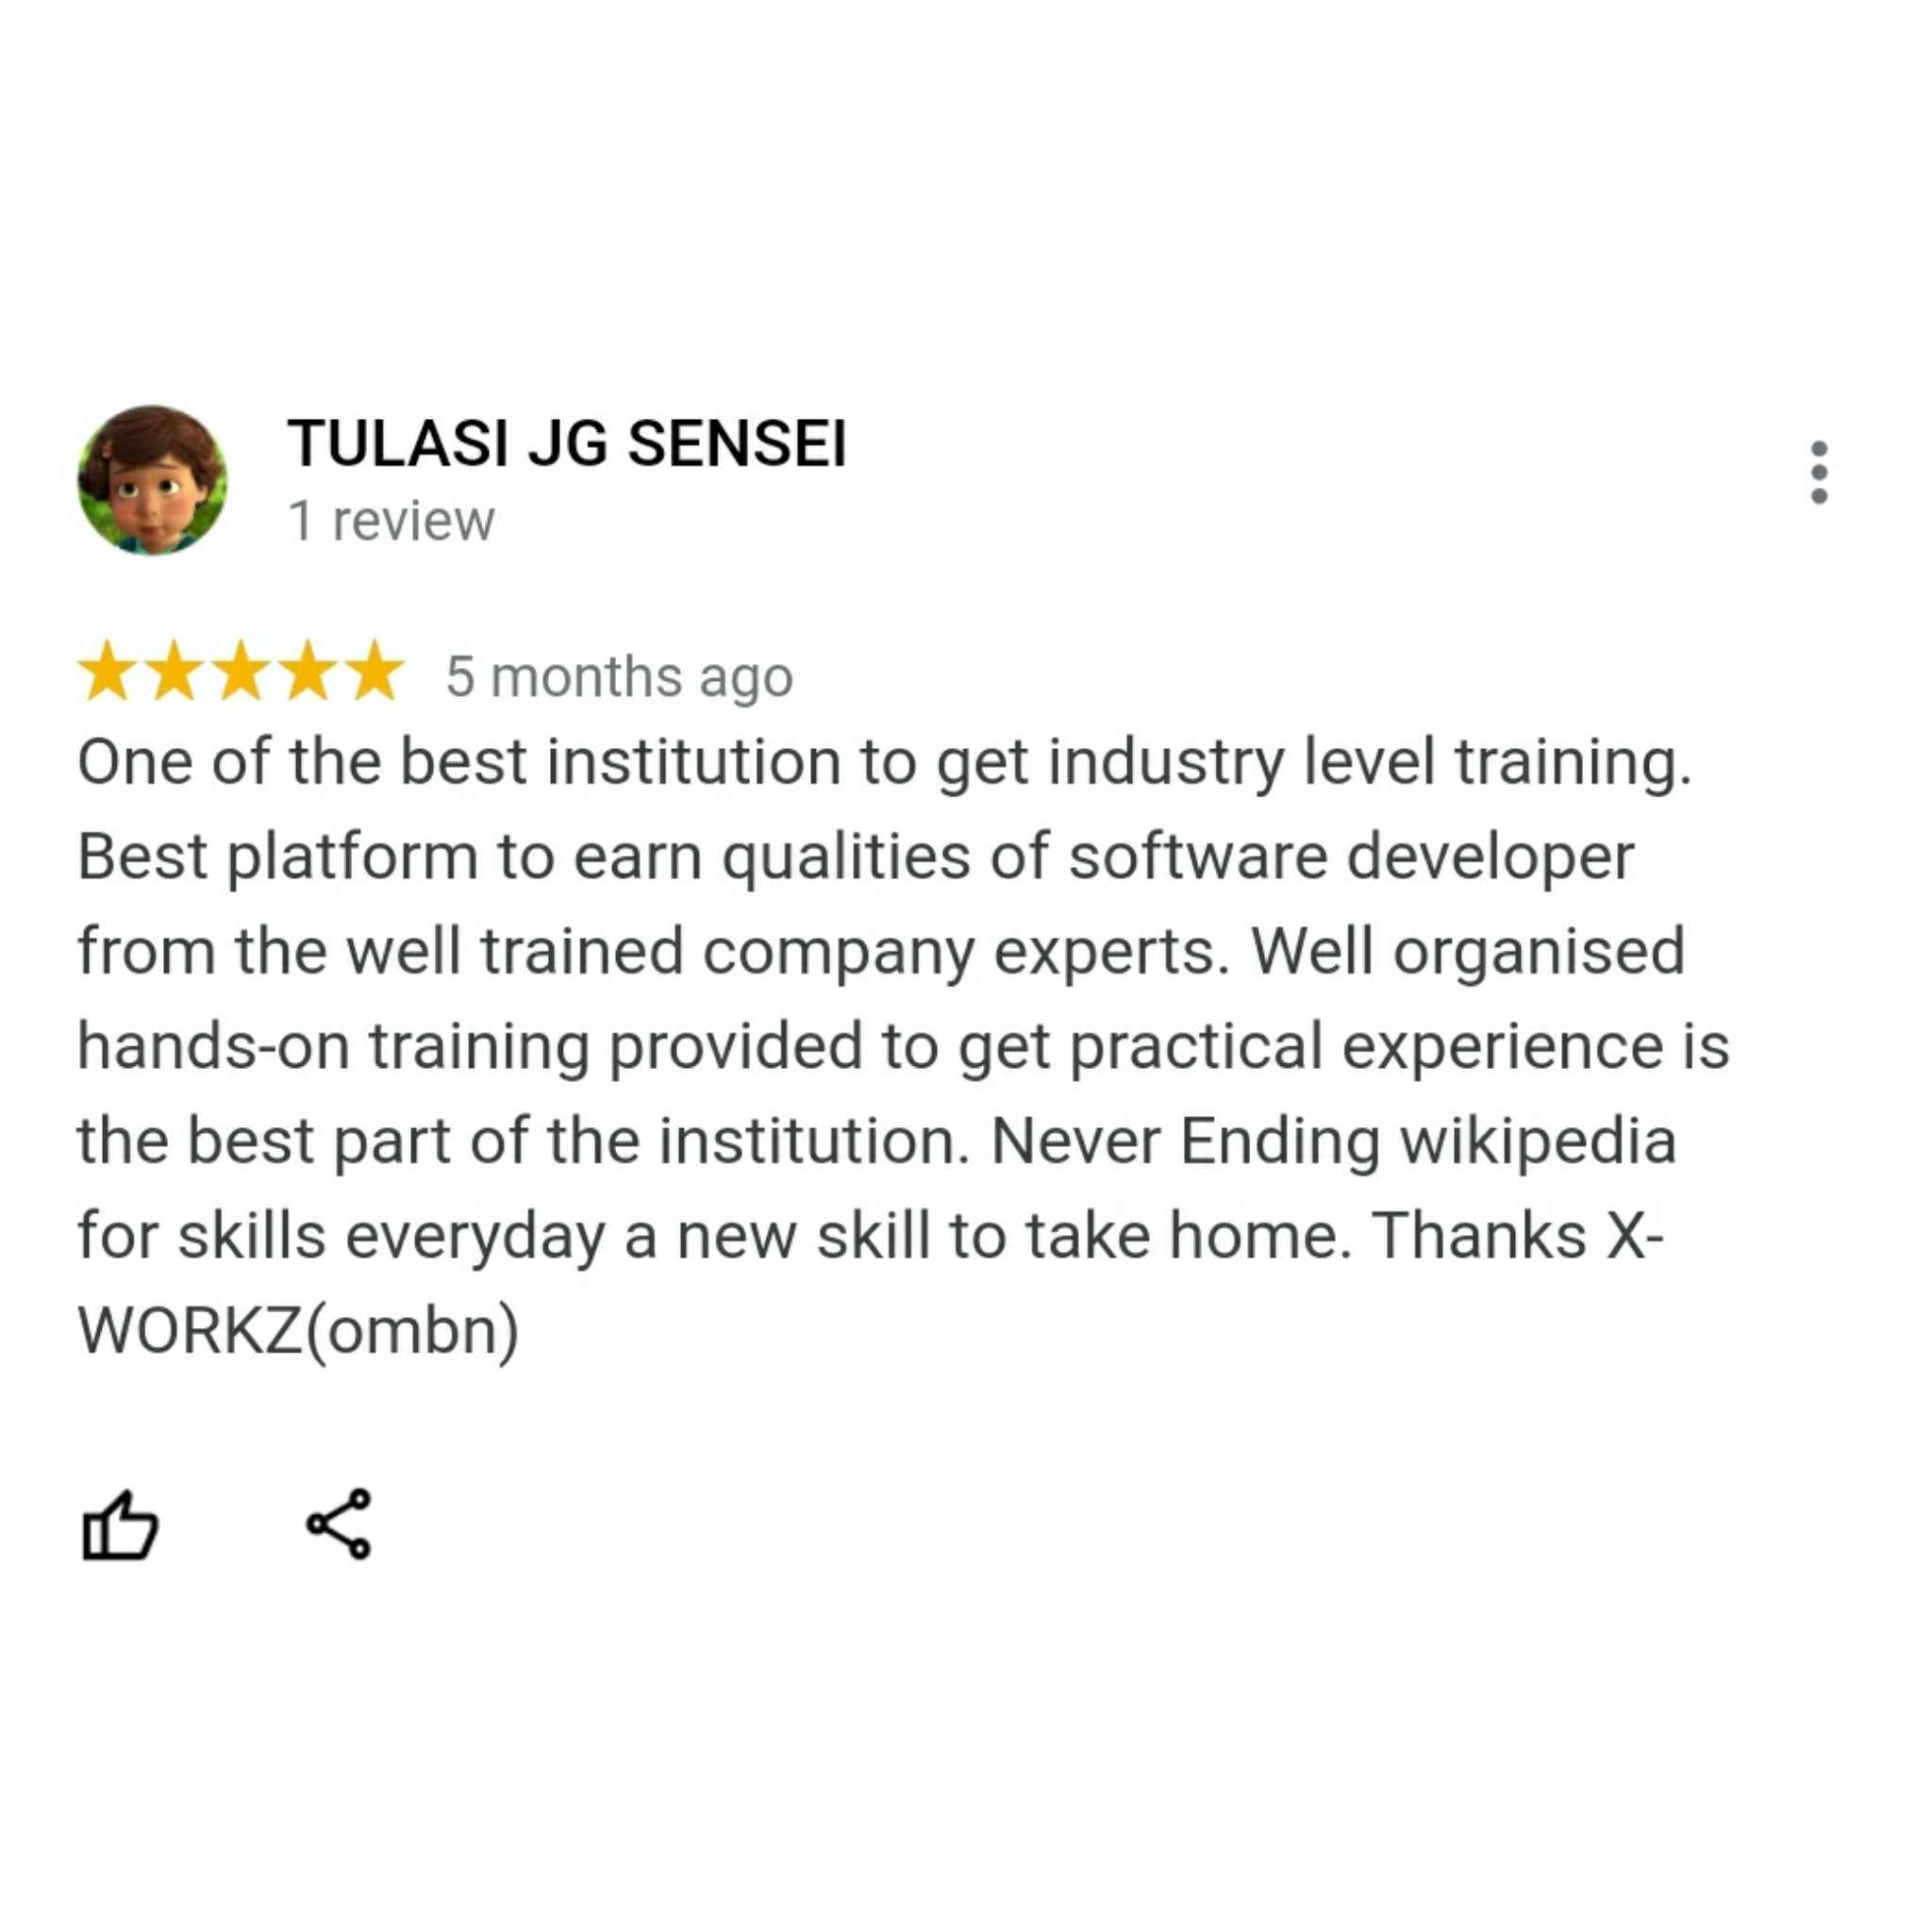 TULASI JG SENSEI
1 review
5 months ago
One of the best institution to get industry level training.
Best platform to earn qualities of software developer
from the well trained company experts. Well organised
hands-on training provided to get practical experience is
the best part of the institution. Never Ending wikipedia
for skills everyday a new skill to take home. Thanks X-
WORKZ(ombn)